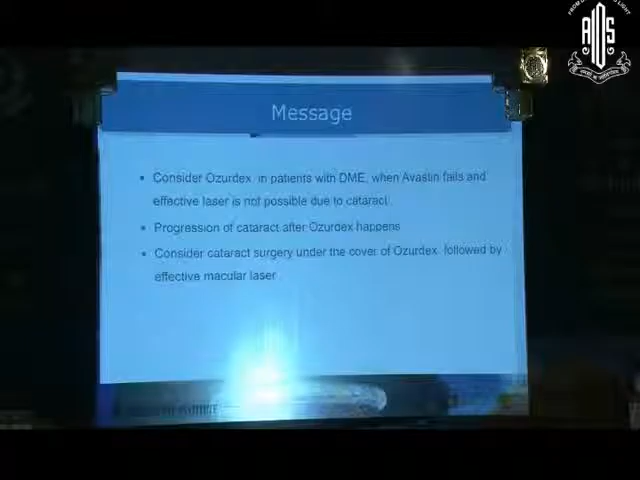 AIOS
Message
• Consider Ozurdex in patients with DME, when Avastin fails and
effective laser is not possible due to cataract
• Progression of cataract after Ozurdex happens
• Consider cataract surgery under the cover of Ozurdex followed by
effective macular laser